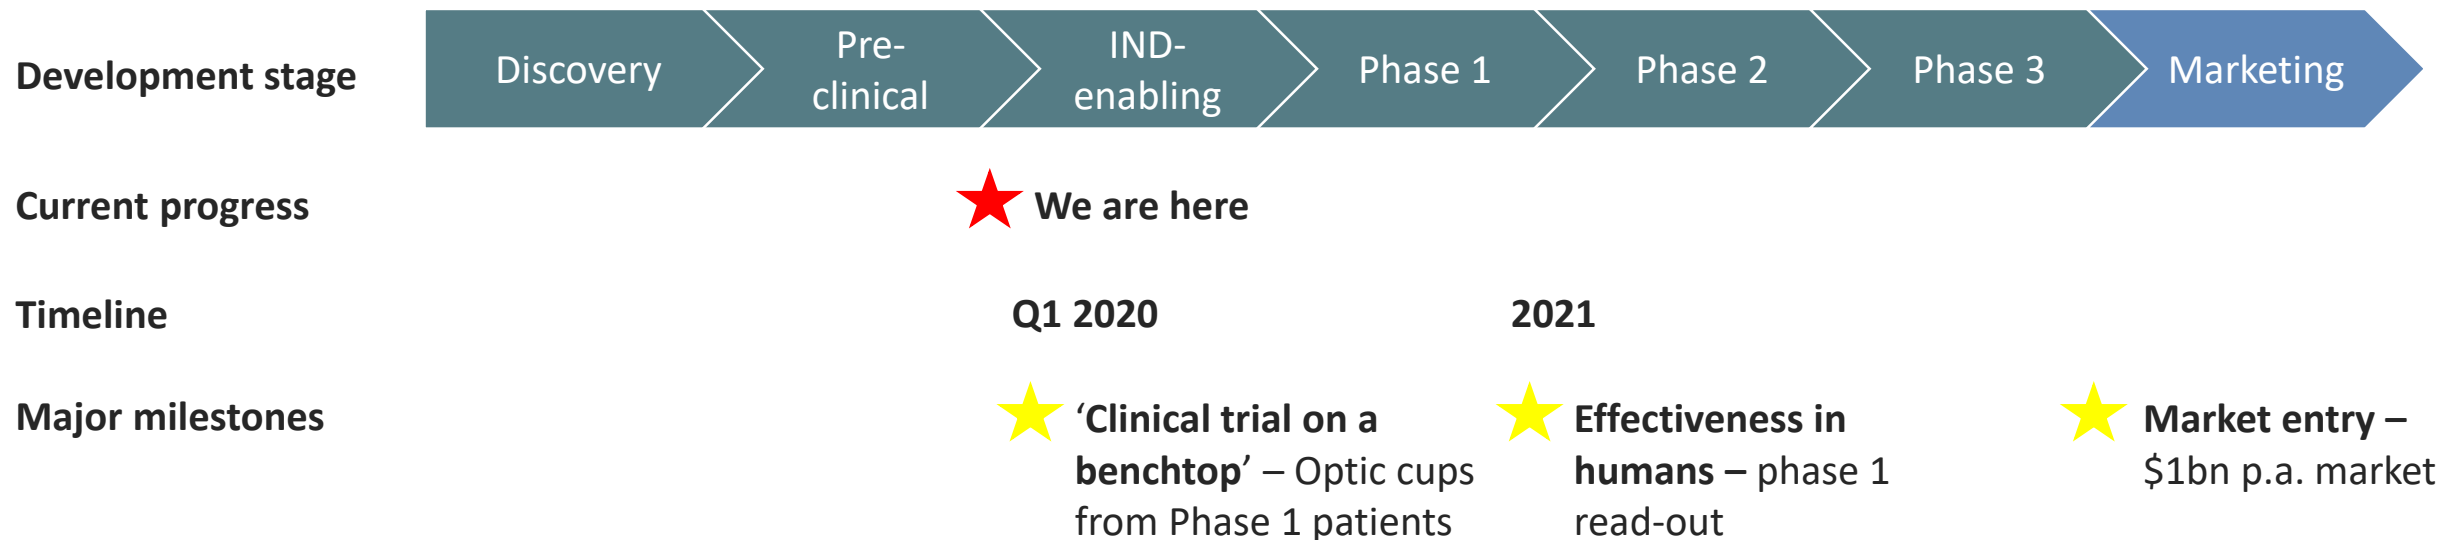 Development stage
Discovery
Pre-
clinical
IND-
enabling
Phase 1
Phase 2
Phase 3
Marketing
Current progress
We are here
Timeline
Q1 2020
2021
Major milestones
‘Clinical trial on a
benchtop’ – Optic cups
from Phase 1 patients
Effectiveness in
humans – phase 1
read-out
Market entry –
$1bn p.a. market